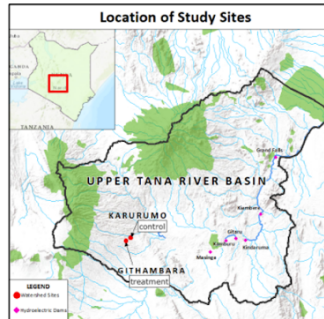 Location of Study Sites
TANZANIA
Grand Falls
UPPER TANA RIVER BASIN
KARURUMO
control
Kiambere
Gitaru
Kindaruma
Masinga
GITHAMBARA
treatment
LEGEND
Watershed Sites
Hydroelectric Dams